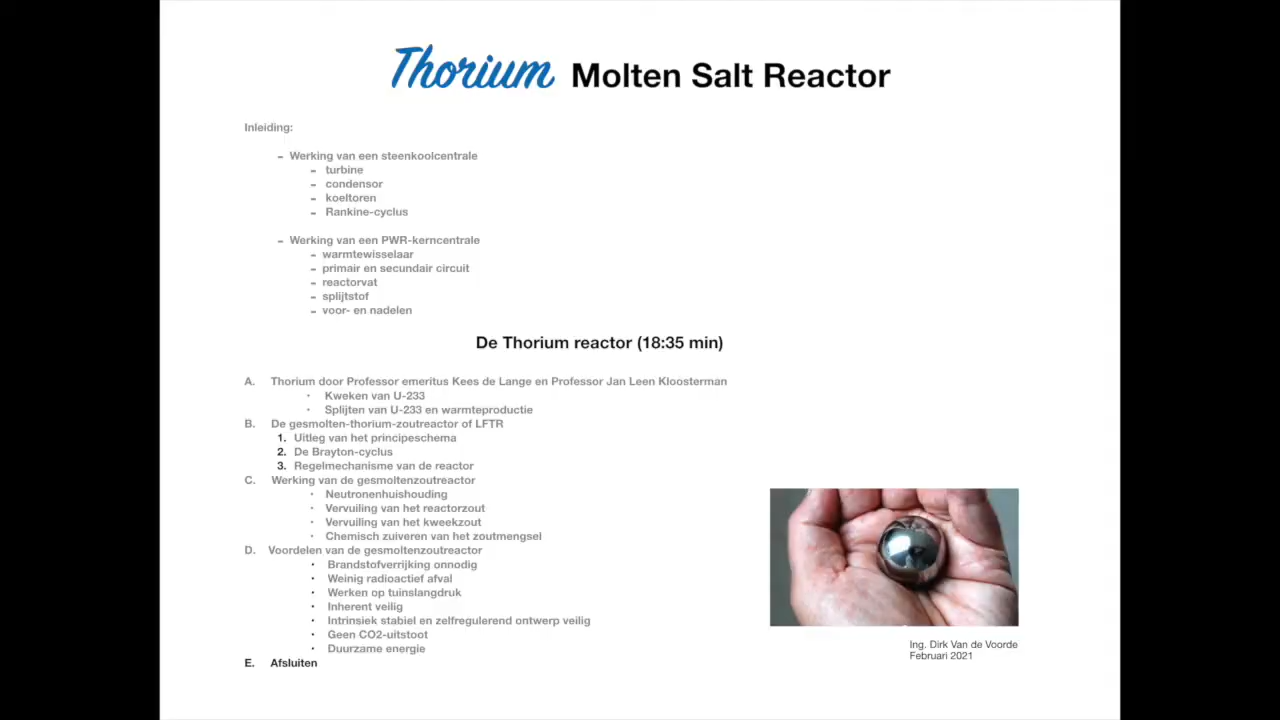 Thorium Molten Salt Reactor
Inleiding:
- Werking van een steenkoolcentrale
- turbine
- condensor
- koeltoren
- Rankine-cyclus
- Werking van een PWR-kerncentrale
- warmtewisselaar
- primair en secundair circuit
- reactorvat
- splijtstof
- voor- en nadelen
De Thorium reactor (18:35 min)
A. Thorium door Professor emeritus Kees de Lange en Professor Jan Leen Kloosterman
• Kweken van U-233
• Splijten van U-233 en warmteproductie
B. De gesmolten-thorium-zoutreactor of LFTR
1. Uitleg van het principeschema
2. De Brayton-cyclus
3. Regelmechanisme van de reactor
C. Werking van de gesmoltenzoutreactor
• Neutronenhuishouding
• Vervuiling van het reactorzout
• Vervuiling van het kweekzout
• Chemisch zuiveren van het zoutmengsel
D. Voordelen van de gesmoltenzoutreactor
• Brandstofverrijking onnodig
• Weinig radioactief afval
• Werken op tuinslangdruk
• Inherent veilig
• Intrinsiek stabiel en zelfregulerend ontwerp veilig
• Geen CO2-uitstoot
• Duurzame energie
E. Afsluiten
Ing. Dirk Van de Voorde
Februari 2021